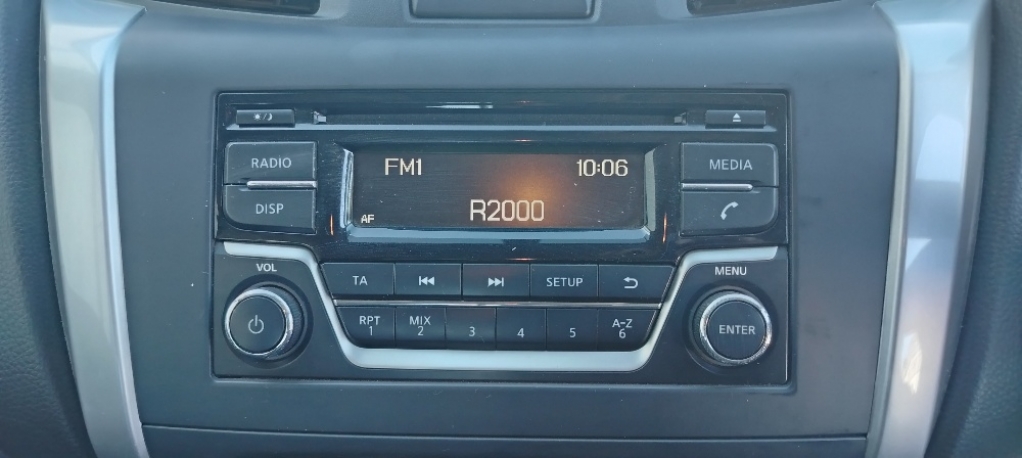 RADIO
DISP
FM1 10:06
R2000
AF
MEDIA
VOL
MENU
TA
SETUP
RPT
1
MIX
2
3
4
5
A-Z
6
ENTER